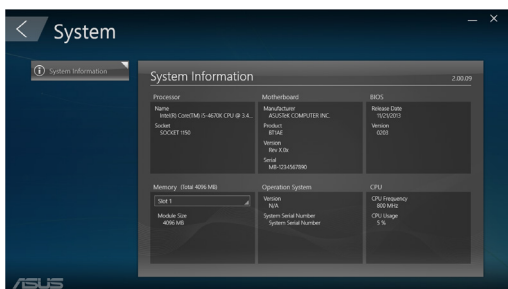 System
System Information
System Information
2.00.09
Processor
Name
Intel(R) Core(TM) i5-4670K CPU @ 3.4...
Socket
SOCKET 1150
Motherboard
Manufacturer
ASUSTeK COMPUTER INC.
Product
BT1AE
Version
Rev X.0x
Serial
MB-1234567890
BIOS
Release Date
11/21/2013
Version
0203
Memory (Total 4096 MB)
Slot 1
Module Size
4096 MB
Operation System
Version
N/A
System Serial Number
System Serial Number
CPU
CPU Frequency
800 MHz
CPU Usage
5 %
ASUS